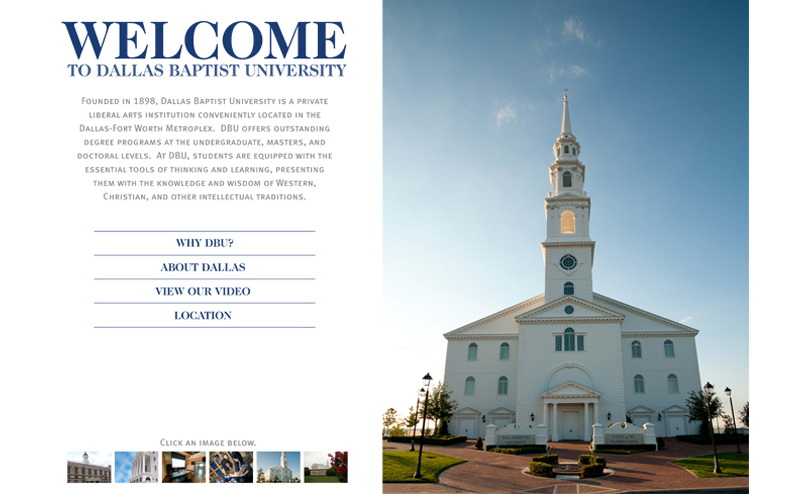 WELCOME
TO DALLAS BAPTIST UNIVERSITY
Founded in 1898, Dallas Baptist University is a private
liberal arts institution conveniently located in the
Dallas-Fort Worth Metroplex. DBU offers outstanding
degree programs at the undergraduate, masters, and
doctoral levels. At DBU, students are equipped with the
essential tools of thinking and learning, presenting
them with the knowledge and wisdom of Western,
Christian, and other intellectual traditions.
WHY DBU?
ABOUT DALLAS
VIEW OUR VIDEO
LOCATION
Click an image below.